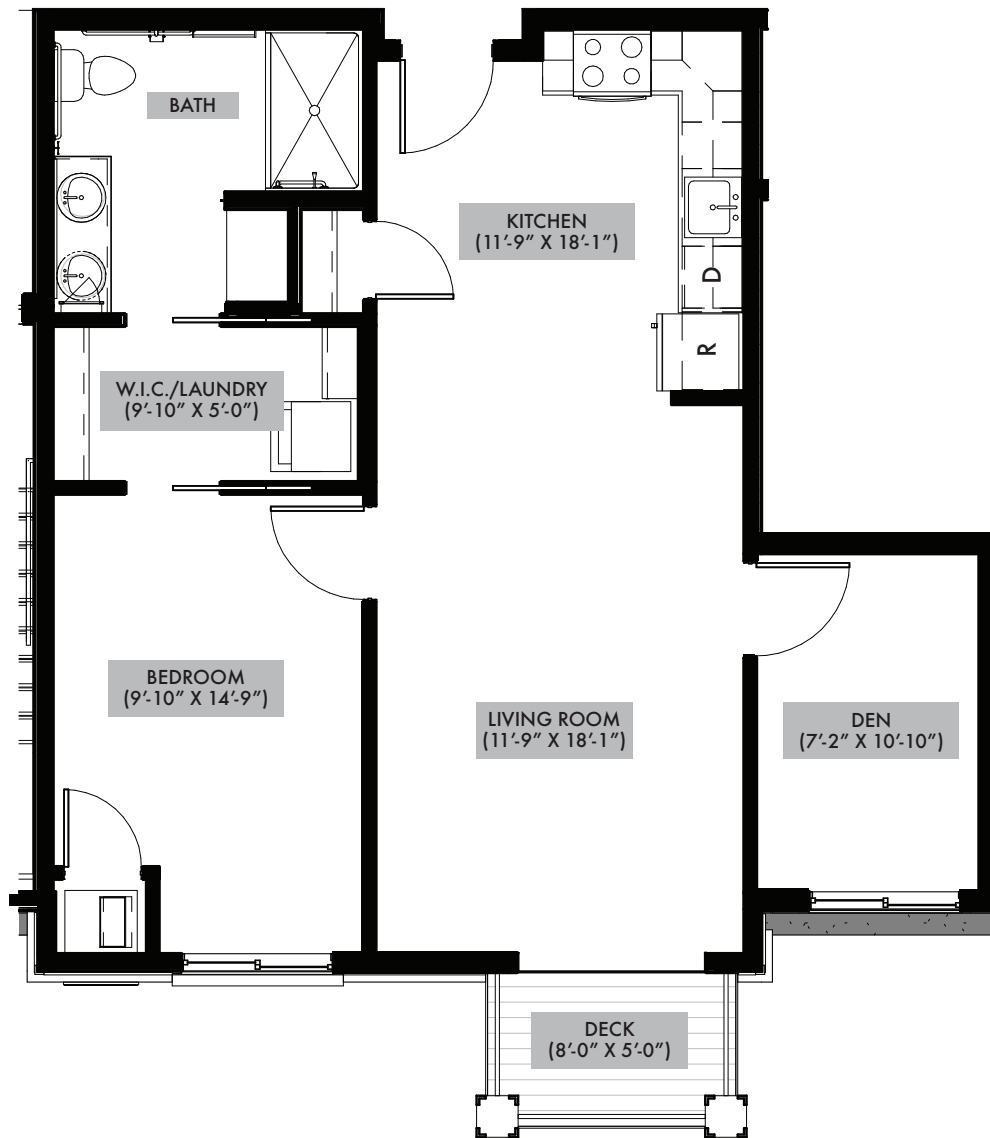 BATH
KITCHEN
(11′-9″ X 18′-1″)
D
R
W.I.C./LAUNDRY
(9′-10″ X 5′-0″)
BEDROOM
(9′-10″ X 14′-9″)
LIVING ROOM
(11′-9″ X 18′-1″)
DEN
(7′-2″ X 10′-10″)
DECK
(8′-0″ X 5′-0″)